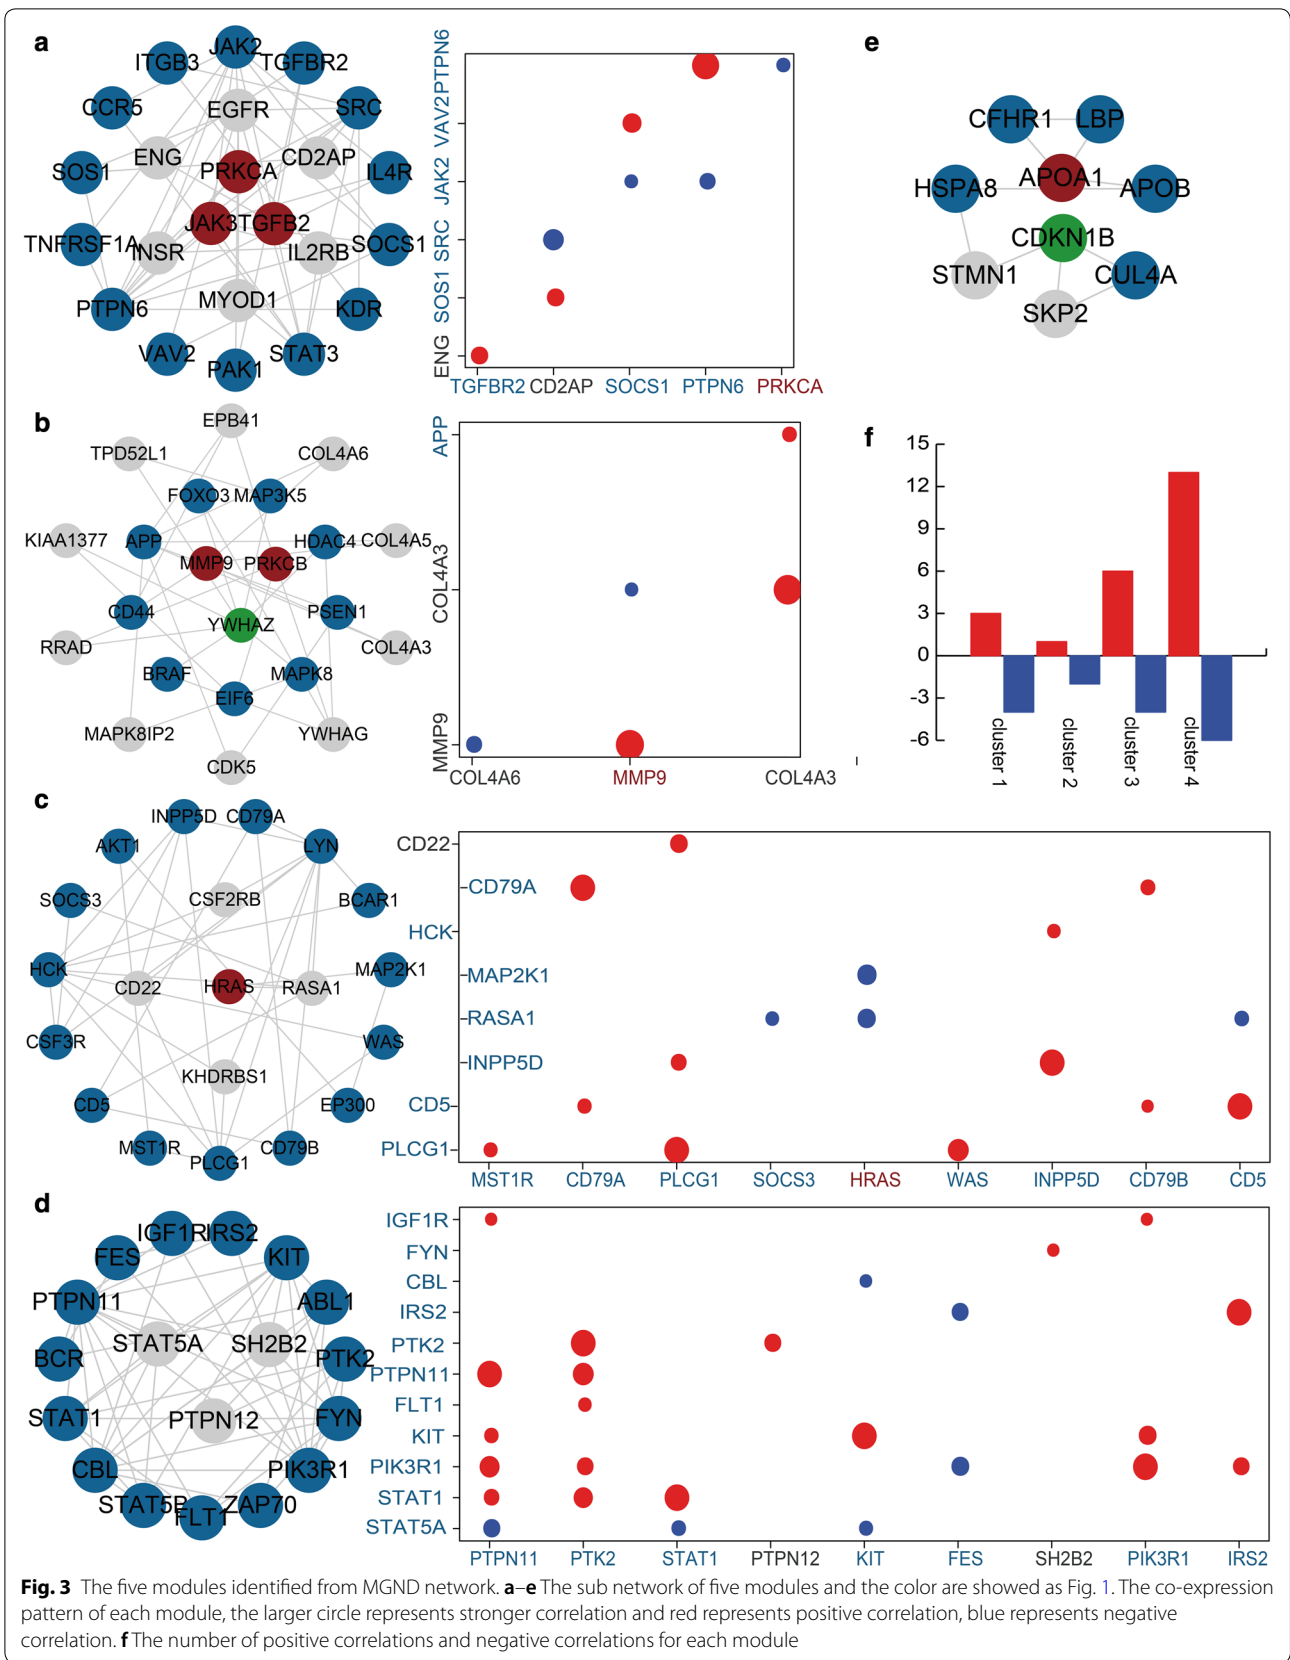 a
JAK2
ITGB3
TGFBR2
CCR5
EGFR
SRC
ENG
CD2AP
SOS1
PRKCA
IL4R
JAK3
TGFB2
TNFRSF1A
INSR
IL2RB
SOCS1
MYOD1
PTPN6
KDR
VAV2
STAT3
PAK1
PTPN6
VAV2
JAK2
SRC
SOS1
ENG
TGFBR2 CD2AP SOCS1 PTPN6 PRKCA
e
CFHR1 LBP
APOA1
HSPA8 APOB
CDKN1B
STMN1 CUL4A
SKP2
b
EPB41
TPD52L1 COL4A6
FOXO3 MAP3K5
KIAA1377 APP HDAC4 COL4A5
MMP9 PRKCB
CD44 PSEN1
YWHAZ
RRAD COL4A3
BRAF MAPK8
EIF6
MAPK8IP2 YWHAG
CDK5
APP
COL4A3
MMP9
COL4A6 MMP9 COL4A3
f
15
12
9
6
3
0
-3
-6
cluster 1
cluster 2
cluster 3
cluster 4
c
INPP5D CD79A
AKT1 LYN
SOCS3 CSF2RB BCAR1
HCK MAP2K1
CD22 HRAS RASA1
CSF3R WAS
KHDRBS1
CD5 EP300
MST1R CD79B
PLCG1
CD22
CD79A
HCK
MAP2K1
RASA1
INPP5D
CD5
PLCG1
MST1R CD79A PLCG1 SOCS3 HRAS WAS INPP5D CD79B CD5
d
IGF1R IRS2
FES KIT
PTPN11 ABL1
STAT5A SH2B2
BCR PTK2
STAT1 PTPN12 FYN
CBL PIK3R1
STAT5B ZAP70
FLT1
IGF1R
FYN
CBL
IRS2
PTK2
PTPN11
FLT1
KIT
PIK3R1
STAT1
STAT5A
PTPN11 PTK2 STAT1 PTPN12 KIT FES SH2B2 PIK3R1 IRS2
Fig. 3 The five modules identified from MGND network. a–e The sub network of five modules and the color are showed as Fig. 1. The co-expression
pattern of each module, the larger circle represents stronger correlation and red represents positive correlation, blue represents negative
correlation. f The number of positive correlations and negative correlations for each module